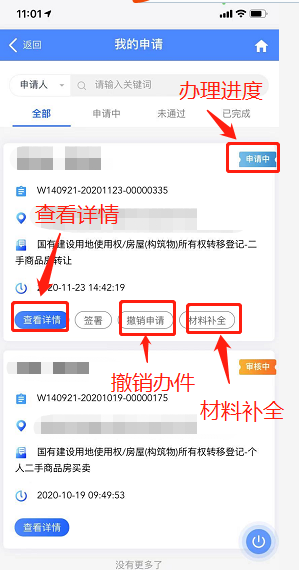 11:01
返回
我的申请
申请人
请输入关键词
办理进度
全部
申请中
未通过
已完成
申请中
W140921-20201123-00000335
查看详情
国有建设用地使用权/房屋(构筑物)所有权转移登记-二
手商品房转让
2020-11-23 14:42:19
查看详情
签署
撤销申请
材料补全
撤销办件
材料补全
审核中
W140921-20201019-00000175
国有建设用地使用权/房屋(构筑物)所有权转移登记-个
人二手商品房买卖
2020-10-19 09:49:53
查看详情
没有更多了